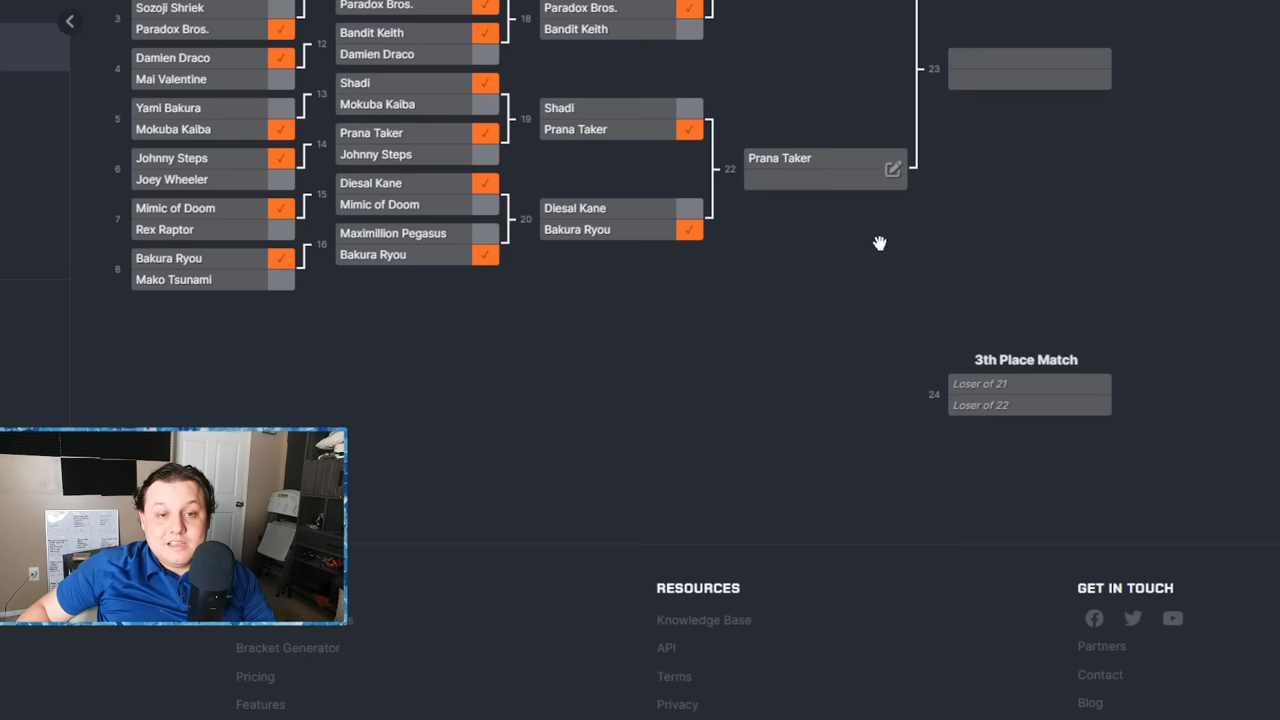 3
Sozoji Shriek
Paradox Bros.
4
Damien Draco
Mai Valentine
5
Yami Bakura
Mokuba Kaiba
6
Johnny Steps
Joey Wheeler
7
Mimic of Doom
Rex Raptor
8
Bakura Ryou
Mako Tsunami
Paradox Bros.
12
Bandit Keith
Damien Draco
13
Shadi
Mokuba Kaiba
14
Prana Taker
Johnny Steps
15
Diesal Kane
Mimic of Doom
16
Maximillion Pegasus
Bakura Ryou
18
Paradox Bros.
Bandit Keith
19
Shadi
Prana Taker
20
Diesal Kane
Bakura Ryou
22
Prana Taker
23
3th Place Match
24
Loser of 21
Loser of 22
Bracket Generator
Pricing
Features
RESOURCES
Knowledge Base
API
Terms
Privacy
GET IN TOUCH
Partners
Contact
Blog